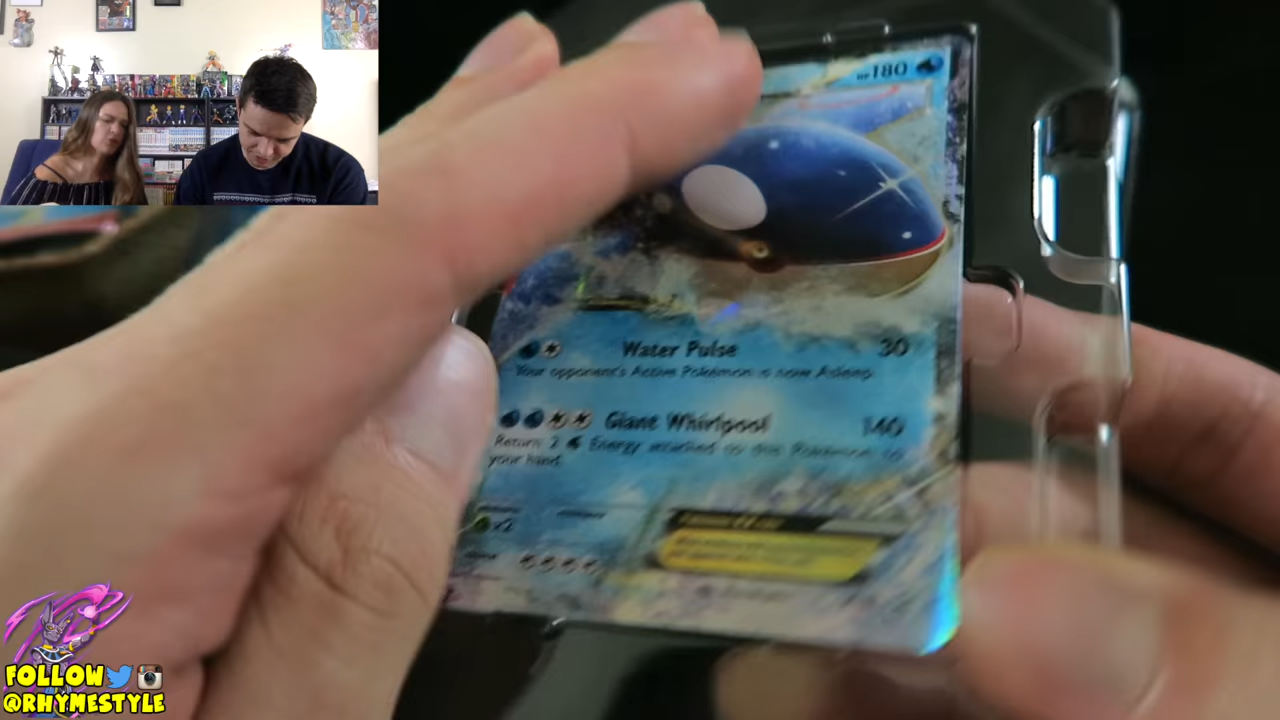 HP180
Water Pulse 30
Your opponent's Active Pokémon is now Asleep.
Giant Whirlpool 140
Return 2 Energy attached to this Pokémon to
your hand.
x2
FOLLOW
@RHYMESTYLE